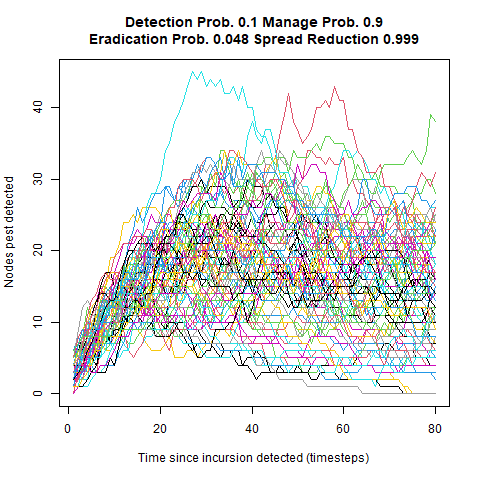 Detection Prob. 0.1 Manage Prob. 0.9
Eradication Prob. 0.048 Spread Reduction 0.999
Nodes pest detected
40
30
20
10
0
0 20 40 60 80
Time since incursion detected (timesteps)